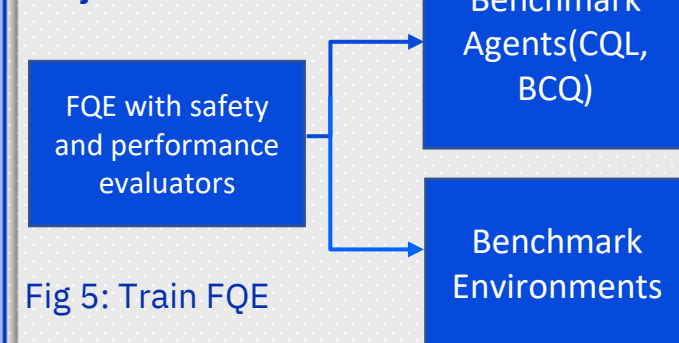 Benchmark
Agents(CQL,
BCQ)
FQE with safety
and performance
evaluators
Benchmark
Environments
Fig 5: Train FQE